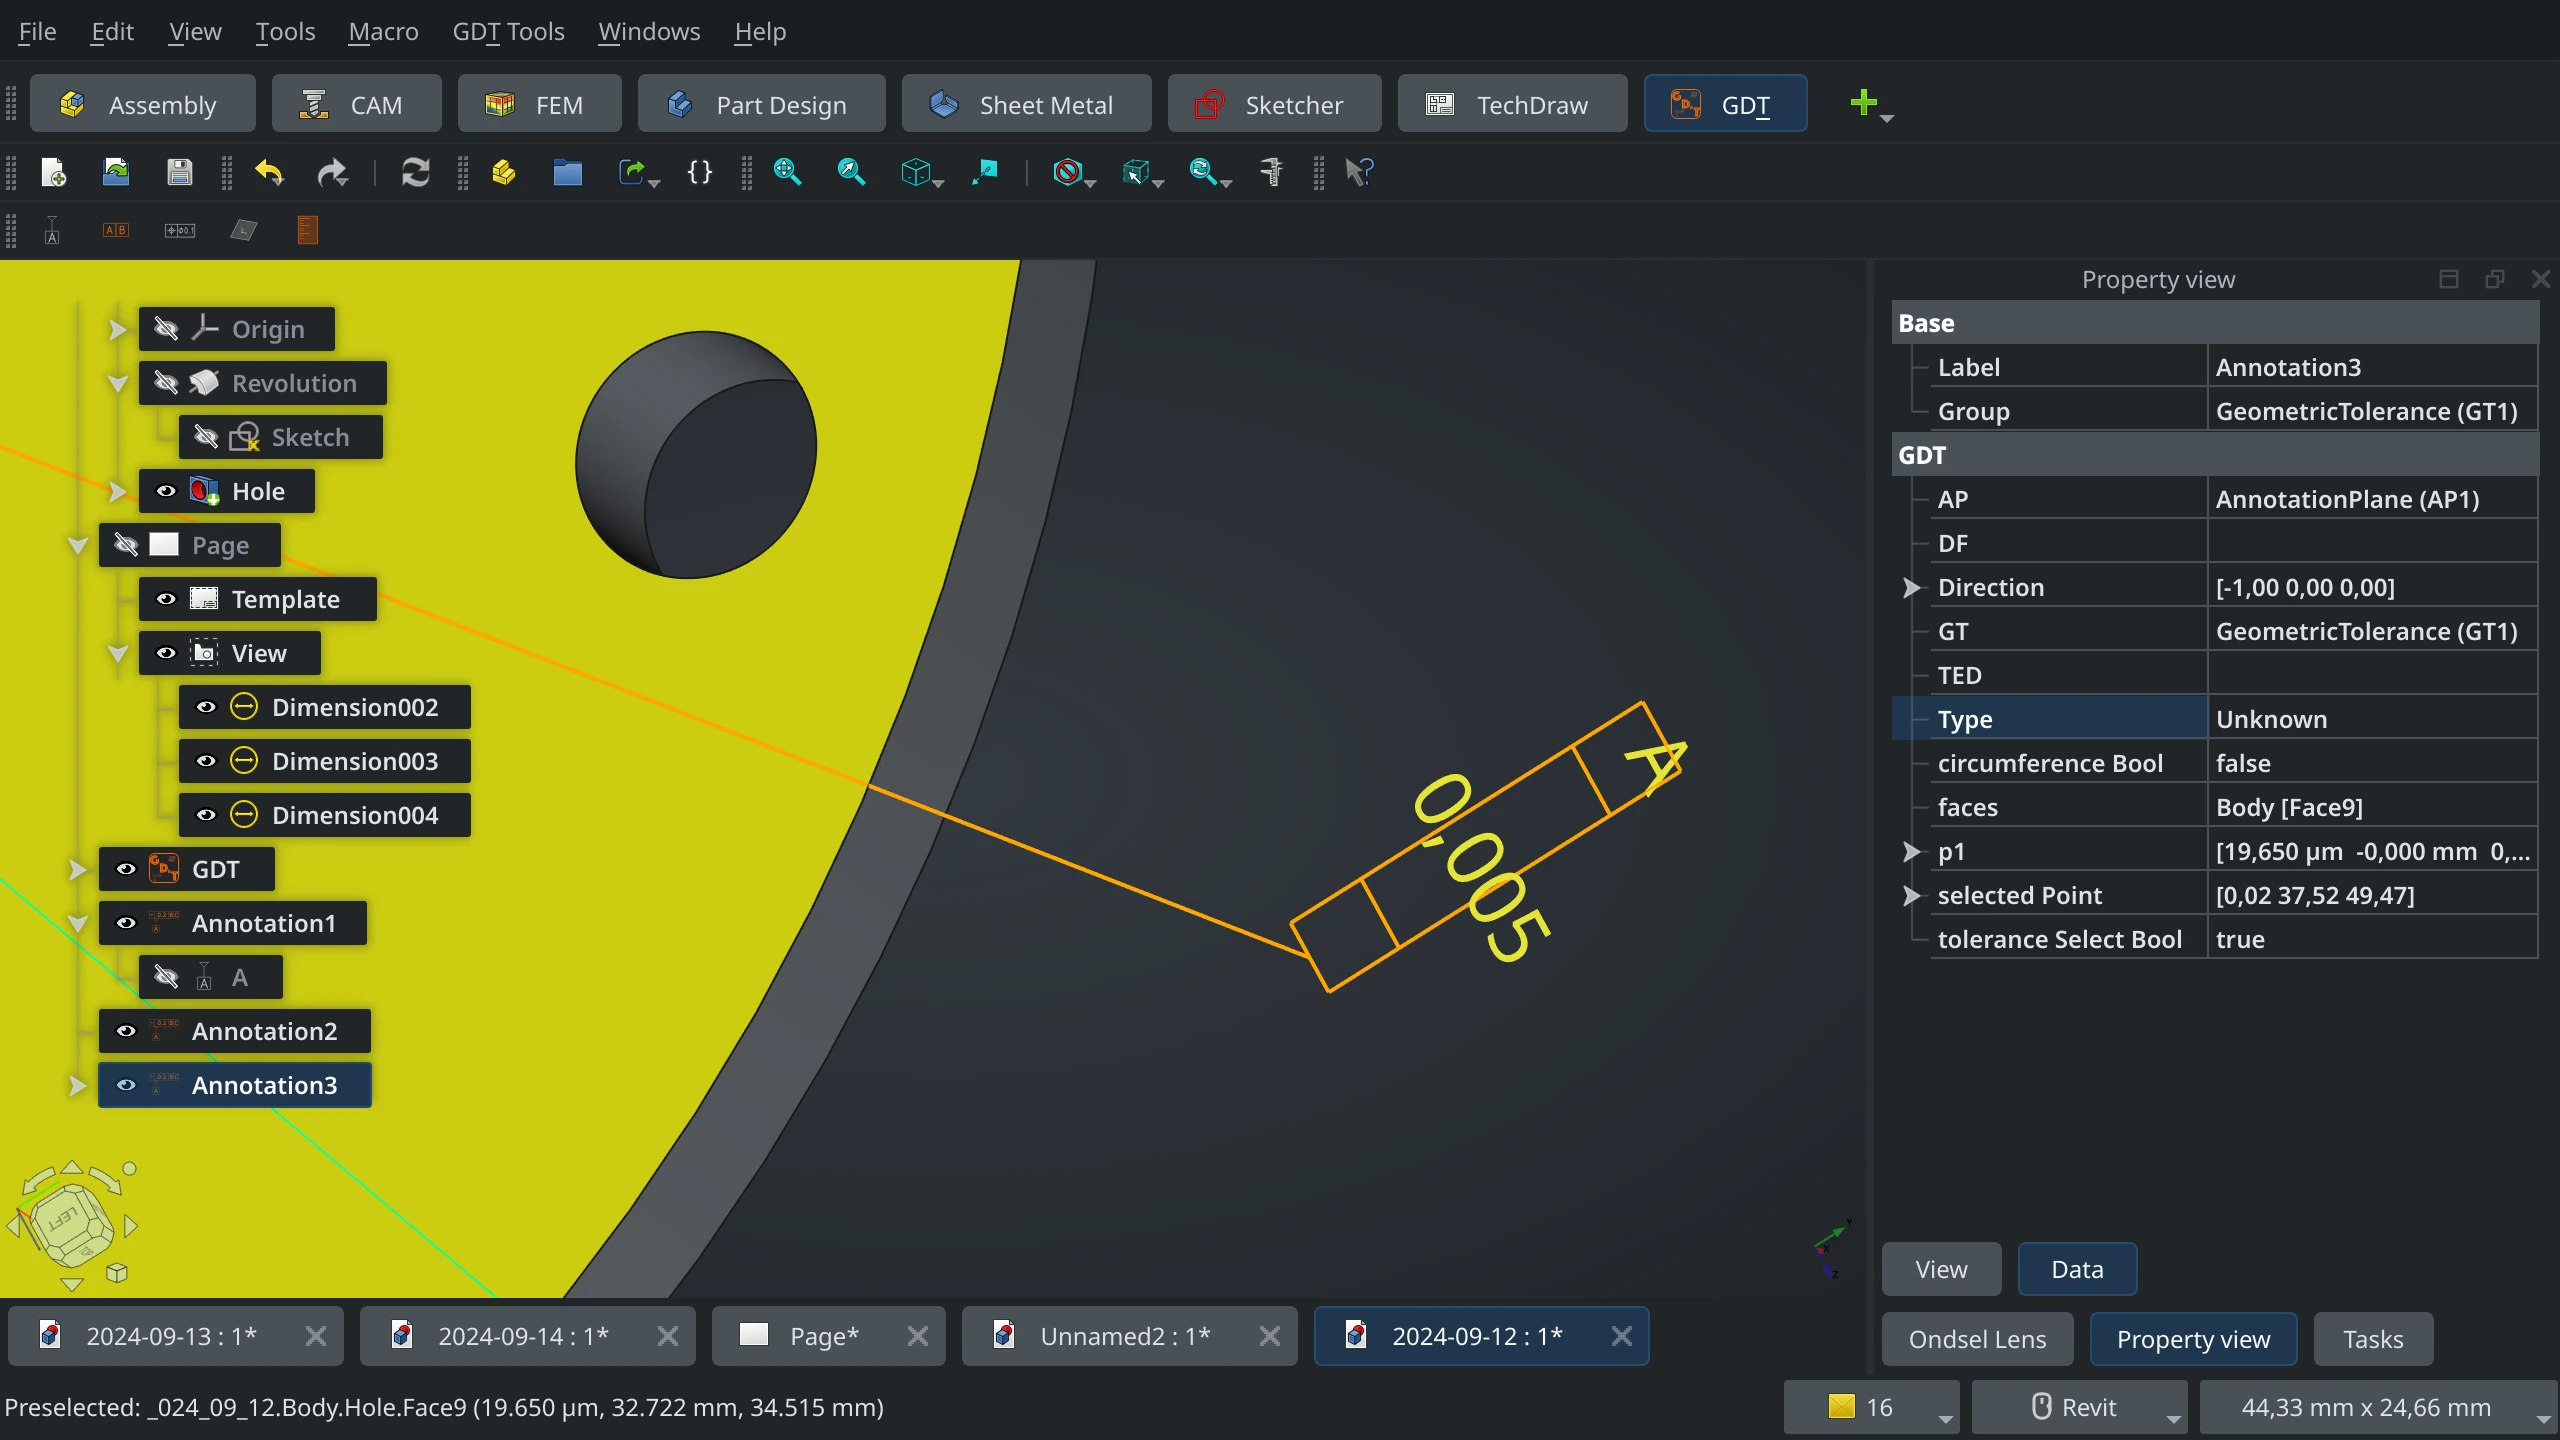 File Edit View Tools Macro GDT Tools Windows Help
Assembly CAM FEM Part Design Sheet Metal Sketcher TechDraw GDT
Property view
Origin
Revolution
Sketch
Hole
Page
Template
View
Dimension002
Dimension003
Dimension004
GDT
Annotation1
A
Annotation2
Annotation3
LEFT
0,005
A
Y
X
Z
Base
Label Annotation3
Group GeometricTolerance (GT1)
GDT
AP AnnotationPlane (AP1)
DF
Direction [-1,00 0,00 0,00]
GT GeometricTolerance (GT1)
TED
Type Unknown
circumference Bool false
faces Body [Face9]
p1 [19,650 µm -0,000 mm 0,...
selected Point [0,02 37,52 49,47]
tolerance Select Bool true
View Data
2024-09-13 : 1* 2024-09-14 : 1* Page* Unnamed2 : 1* 2024-09-12 : 1*
Ondsel Lens Property view Tasks
Preselected: _024_09_12.Body.Hole.Face9 (19.650 µm, 32.722 mm, 34.515 mm)
16 Revit 44,33 mm x 24,66 mm